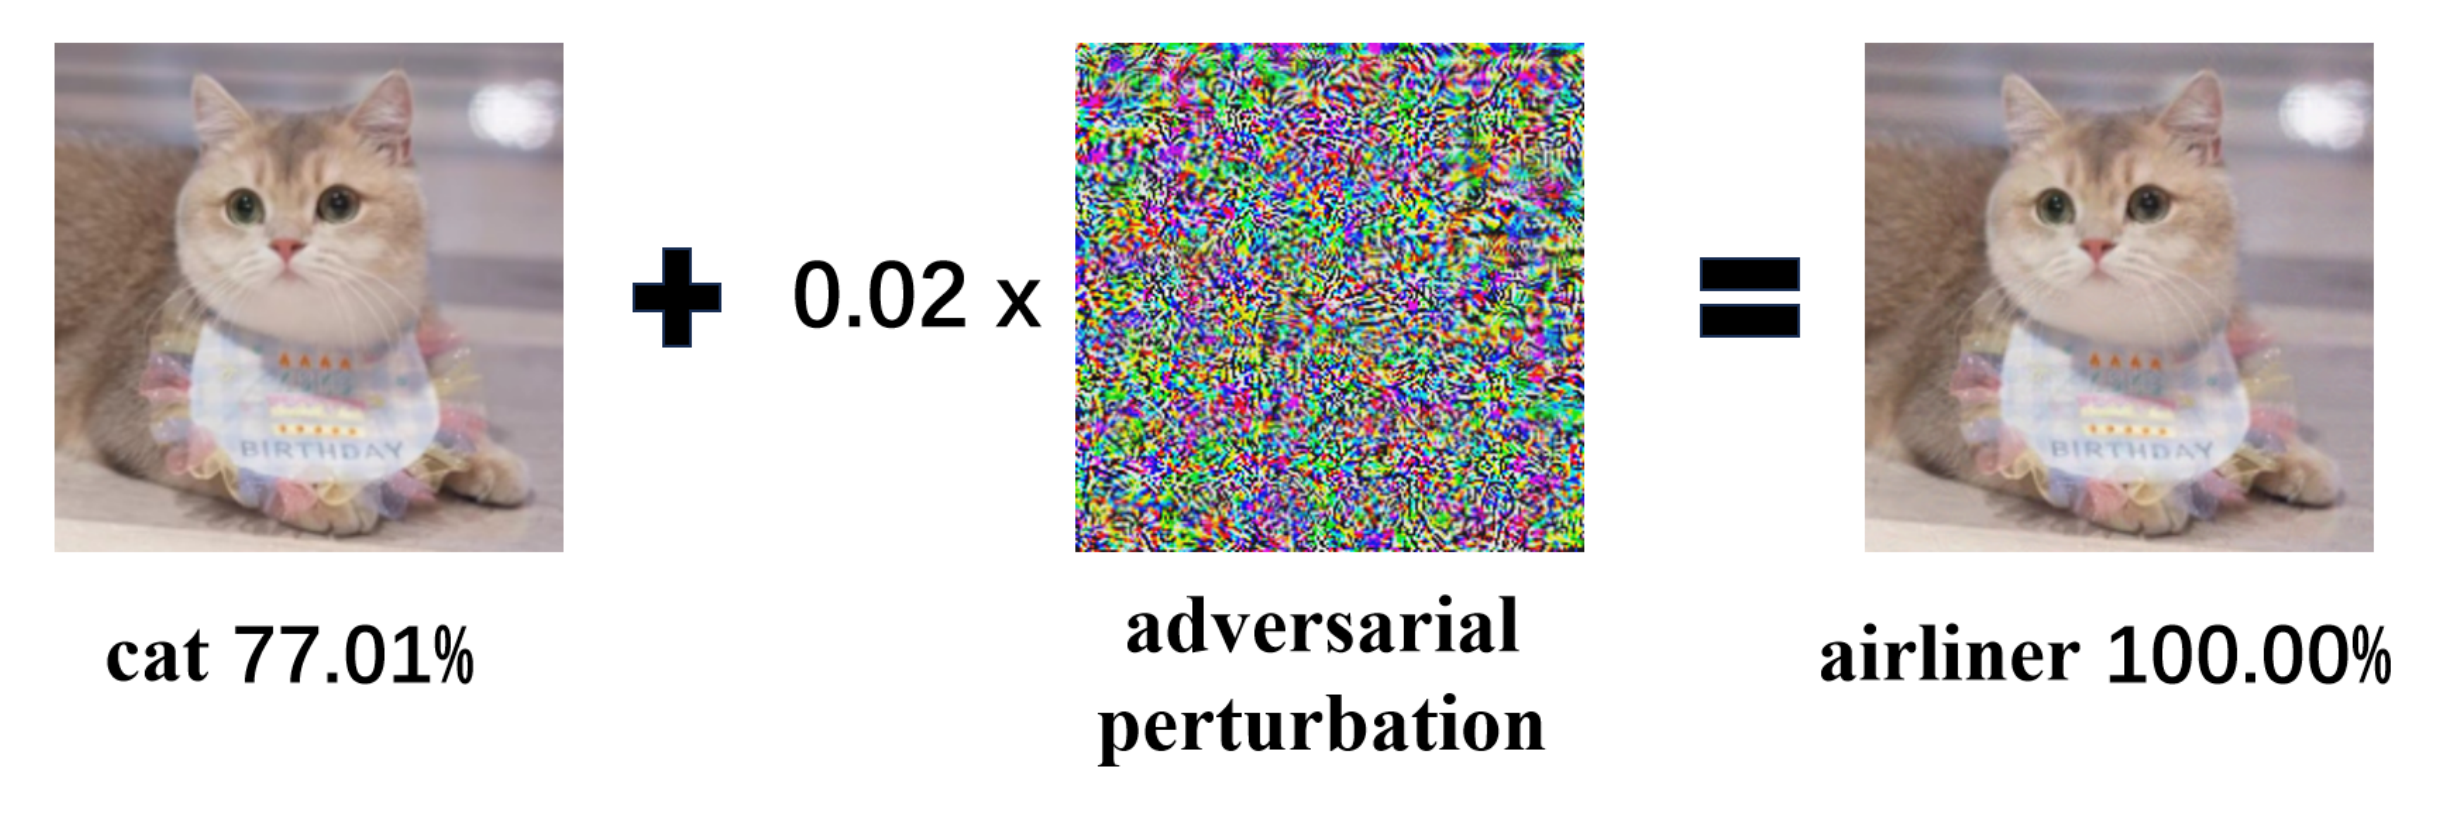 BIRTHDAY
cat 77.01%
+
0.02 x
adversarial
perturbation
=
BIRTHDAY
airliner 100.00%